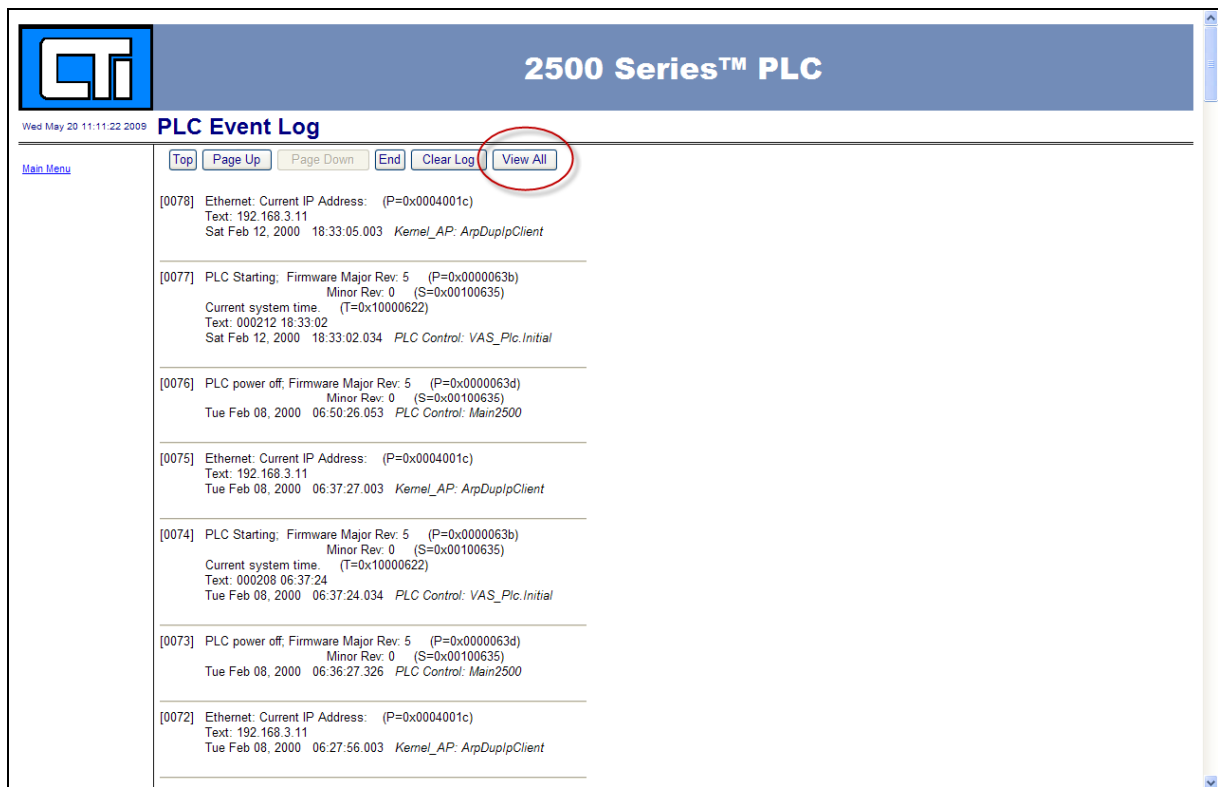 CTi
2500 Series™ PLC
Wed May 20 11:11:22 2009 PLC Event Log
Main Menu
Top Page Up Page Down End Clear Log View All
[0078] Ethernet: Current IP Address: (P=0x0004001c)
Text: 192.168.3.11
Sat Feb 12, 2000 18:33:05.003 Kernel_AP: ArpDupIpClient
[0077] PLC Starting; Firmware Major Rev: 5 (P=0x0000063b)
Minor Rev: 0 (S=0x00100635)
Current system time. (T=0x10000622)
Text: 000212 18:33:02
Sat Feb 12, 2000 18:33:02.034 PLC Control: VAS_Plc.Initial
[0076] PLC power off; Firmware Major Rev: 5 (P=0x0000063d)
Minor Rev: 0 (S=0x00100635)
Tue Feb 08, 2000 06:50:26.053 PLC Control: Main2500
[0075] Ethernet: Current IP Address: (P=0x0004001c)
Text: 192.168.3.11
Tue Feb 08, 2000 06:37:27.003 Kernel_AP: ArpDupIpClient
[0074] PLC Starting; Firmware Major Rev: 5 (P=0x0000063b)
Minor Rev: 0 (S=0x00100635)
Current system time. (T=0x10000622)
Text: 000208 06:37:24
Tue Feb 08, 2000 06:37:24.034 PLC Control: VAS_Plc.Initial
[0073] PLC power off; Firmware Major Rev: 5 (P=0x0000063d)
Minor Rev: 0 (S=0x00100635)
Tue Feb 08, 2000 06:36:27.326 PLC Control: Main2500
[0072] Ethernet: Current IP Address: (P=0x0004001c)
Text: 192.168.3.11
Tue Feb 08, 2000 06:27:56.003 Kernel_AP: ArpDupIpClient